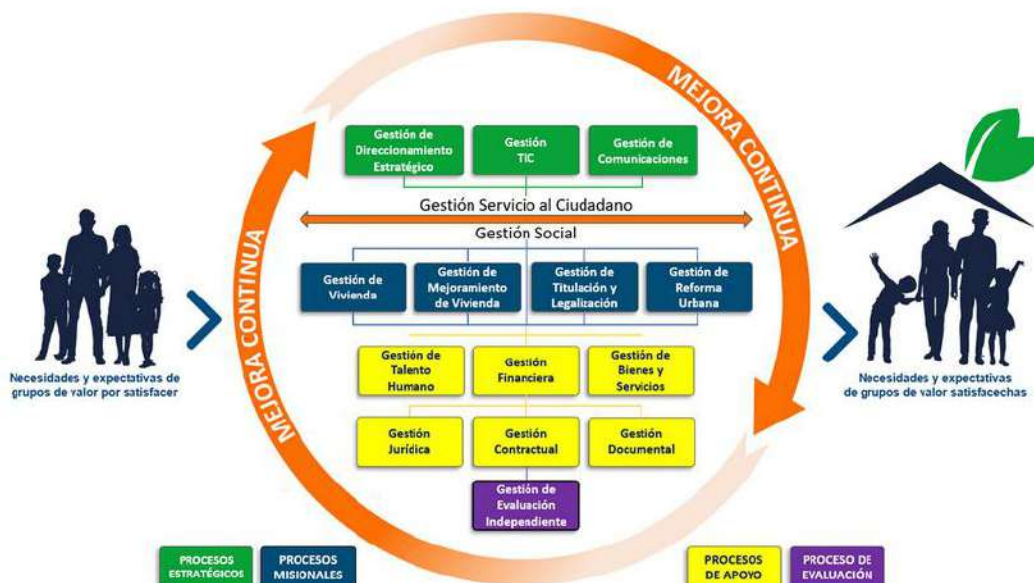 MEJORA CONTINUA
MEJORA CONTINUA
Gestión de
Direccionamiento
Estratégico
Gestión
TIC
Gestión de
Comunicaciones
Gestión Servicio al Ciudadano
Gestión Social
Gestión de
Vivienda
Gestión de
Mejoramiento
de Vivienda
Gestión de
Titulación y
Legalización
Gestión de
Reforma
Urbana
Necesidades y expectativas de
grupos de valor por satisfacer
Necesidades y expectativas
de grupos de valor satisfacechas
Gestión de
Talento
Humano
Gestión
Financiera
Gestión de
Bienes y
Servicios
Gestión
Jurídica
Gestión
Contractual
Gestión
Documental
Gestión de
Evaluación
Independiente
PROCESOS
ESTRATÉGICOS
PROCESOS
MISIONALES
PROCESOS
DE APOYO
PROCESO DE
EVALUACIÓN